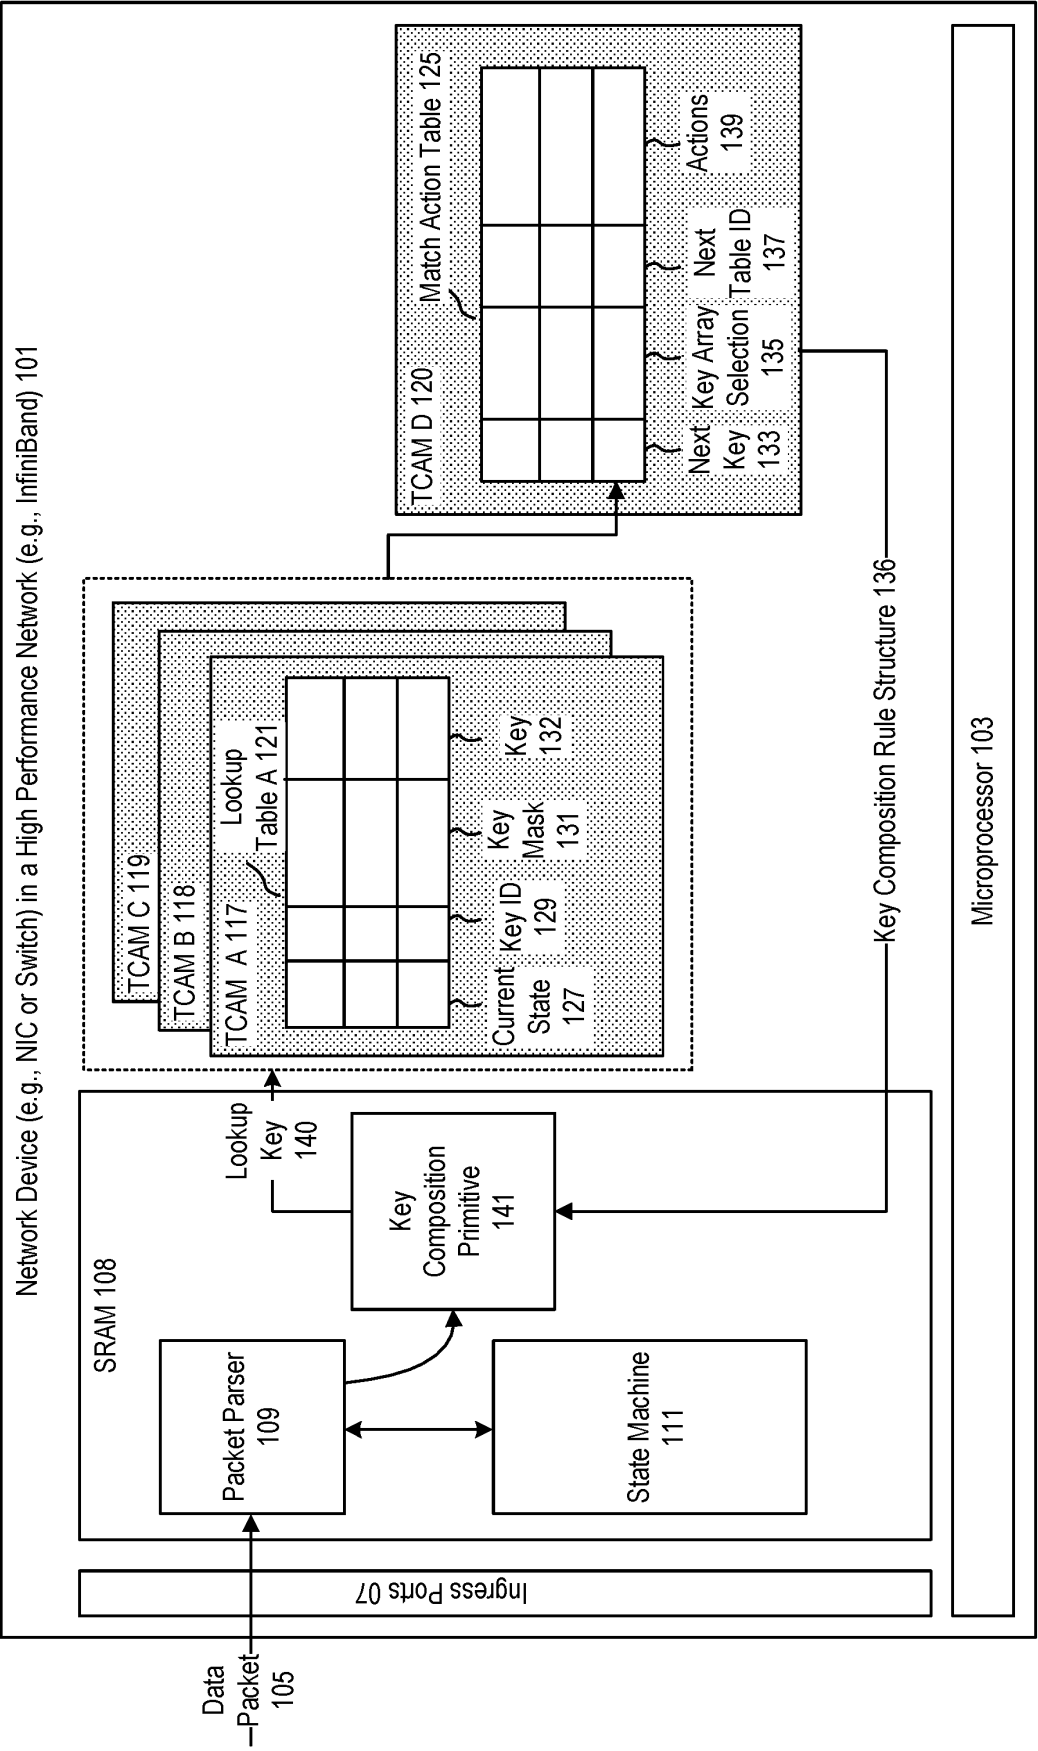 Network Device (e.g., NIC or Switch) in a High Performance Network (e.g., InfiniBand) 101
Data
Packet
105
Ingress Ports 07
SRAM 108
Packet Parser
109
State Machine
111
Key
Composition
Primitive
141
Lookup
Key
140
TCAM C 119
TCAM B 118
TCAM A 117
Lookup
Table A 121
Current
State
127
Key ID
129
Key
Mask
131
Key
132
TCAM D 120
Match Action Table 125
Next
Key
133
Key Array
Selection
135
Next
Table ID
137
Actions
139
Key Composition Rule Structure 136
Microprocessor 103